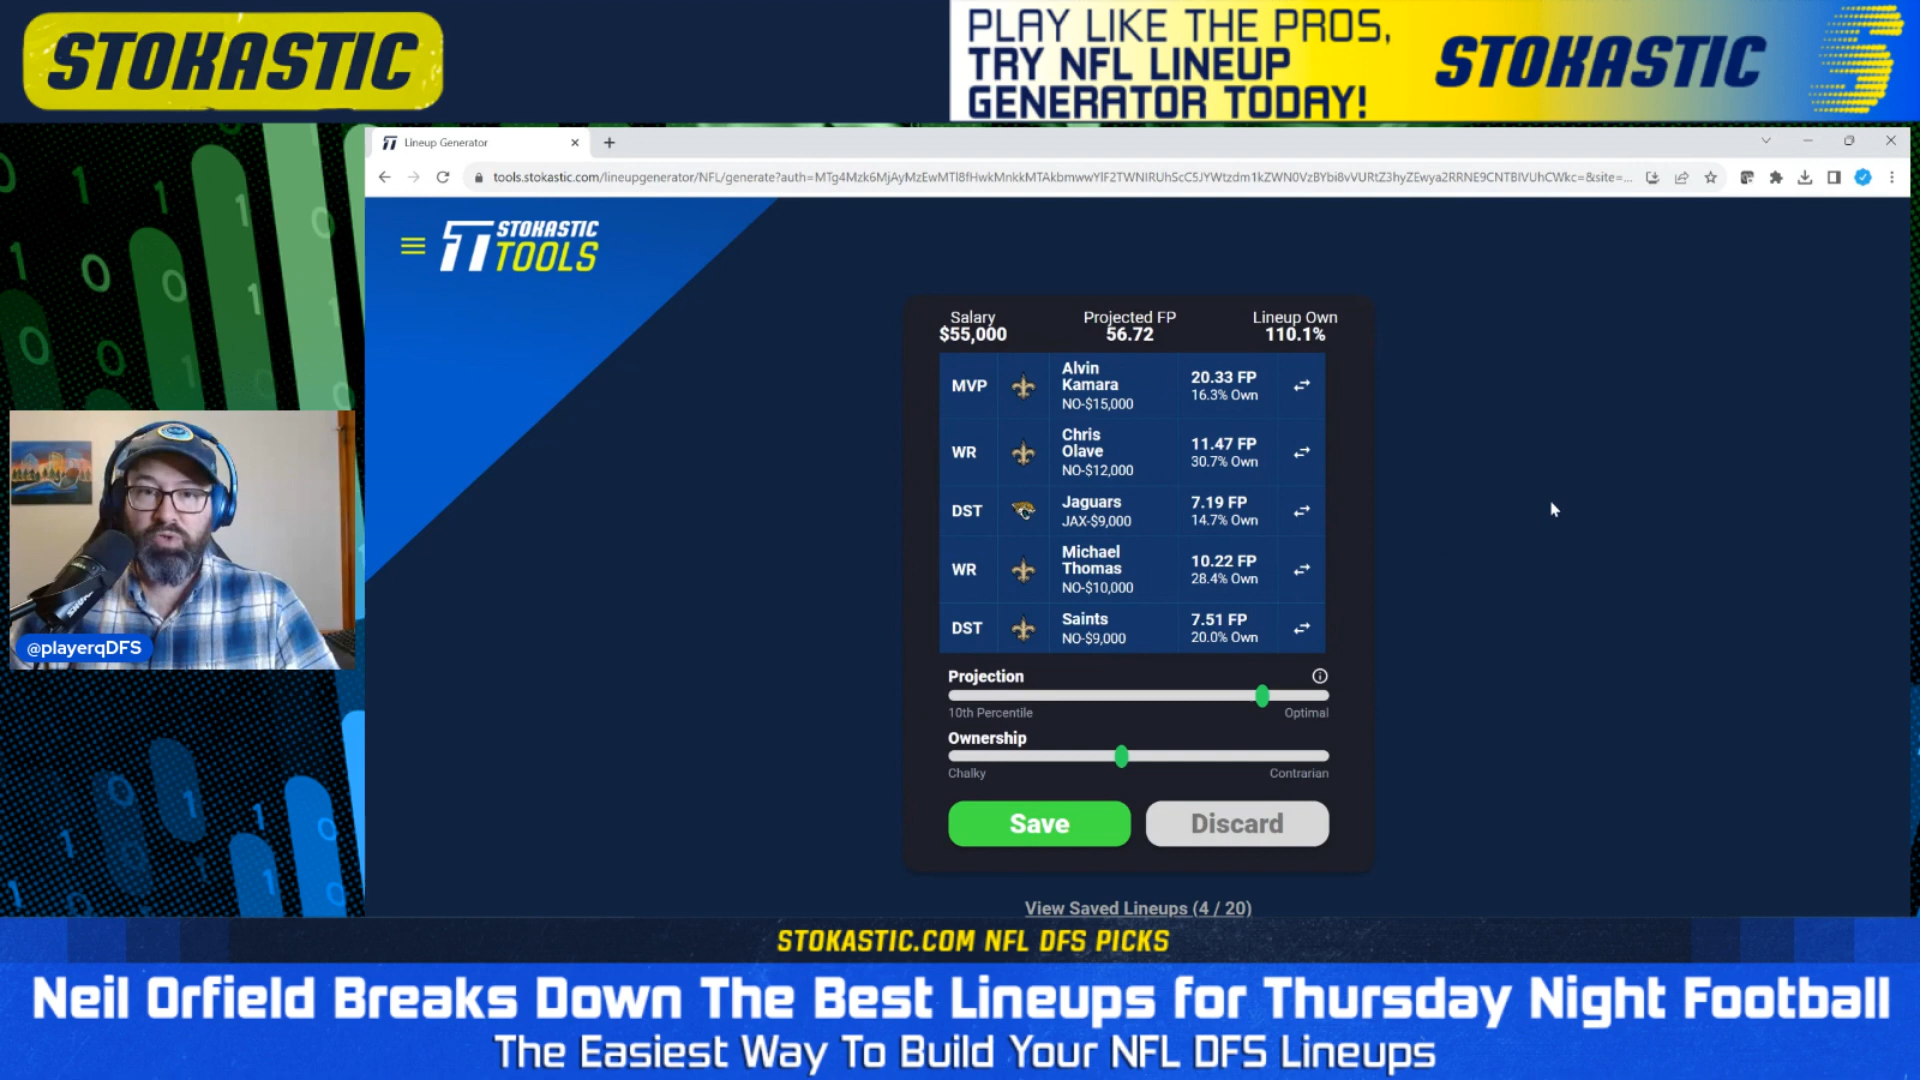 STOKASTIC
PLAY LIKE THE PROS,
TRY NFL LINEUP
GENERATOR TODAY!
STOKASTIC
Lineup Generator
STOKASTIC
TOOLS
Salary
$55,000
Projected FP
56.72
Lineup Own
110.1%
MVP
Alvin
Kamara
NO-$15,000
20.33 FP
16.3% Own
WR
Chris
Olave
NO-$12,000
11.47 FP
30.7% Own
DST
Jaguars
JAX-$9,000
7.19 FP
14.7% Own
WR
Michael
Thomas
NO-$10,000
10.22 FP
28.4% Own
DST
Saints
NO-$9,000
7.51 FP
20.0% Own
Projection
10th Percentile
Optimal
Ownership
Chalky
Contrarian
Save
Discard
View Saved Lineups (4 / 20)
@playerqDFS
STOKASTIC.COM NFL DFS PICKS
Neil Orfield Breaks Down The Best Lineups for Thursday Night Football
The Easiest Way To Build Your NFL DFS Lineups